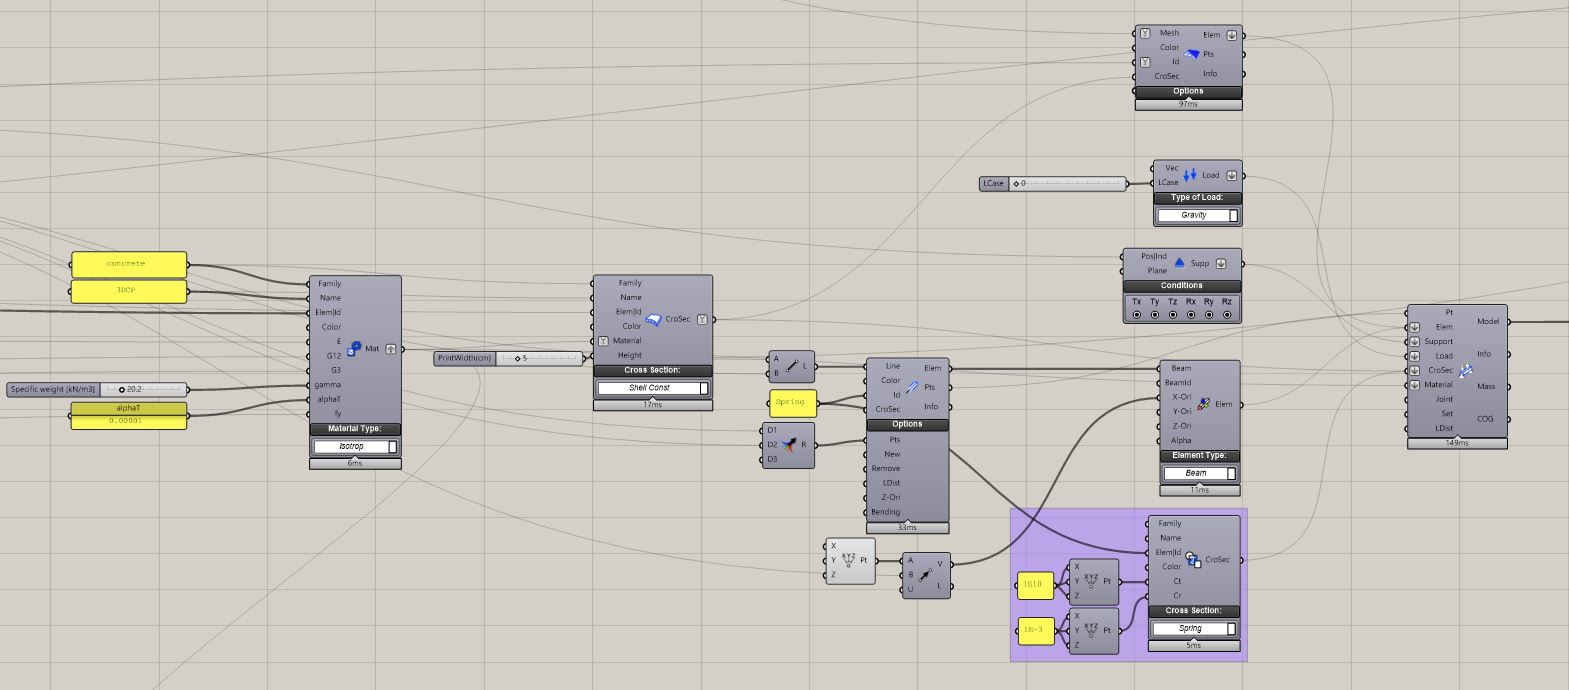 Mesh
Color
Id
CroSec
Elem
Pts
Info
Options
97ms
LCase
0
Vec
LCase
Load
Type of Load:
Gravity
Pos|Ind
Plane
Supp
Conditions
Tx Ty Tz Rx Ry Rz
concrete
3DCP
Family
Name
Elem|Id
Color
E
G12
G3
gamma
alphaT
fy
Mat
Material Type:
Isotrop
6ms
Specific weight [kN/m3]
20.2
alphaT
0.00001
PrintWidth(cm)
5
Family
Name
Elem|Id
Color
Material
Height
CroSec
Cross Section:
Shell Const
17ms
A
B
L
Spring
D1
D2
D3
R
Line
Color
Id
CroSec
Elem
Pts
Info
Options
Pts
New
Remove
LDist
Z-Ori
Bending
33ms
X
Y
Z
XYZ
Pt
A
B
U
V
L
Beam
BeamId
X-Ori
Y-Ori
Z-Ori
Alpha
Elem
Element Type:
Beam
11ms
1E10
X
Y
Z
XYZ
Pt
1E-3
X
Y
Z
XYZ
Pt
Family
Name
Elem|Id
Color
Ct
Cr
CroSec
Cross Section:
Spring
5ms
Pt
Elem
Support
Load
CroSec
Material
Joint
Set
LDist
Model
Info
Mass
COG
149ms